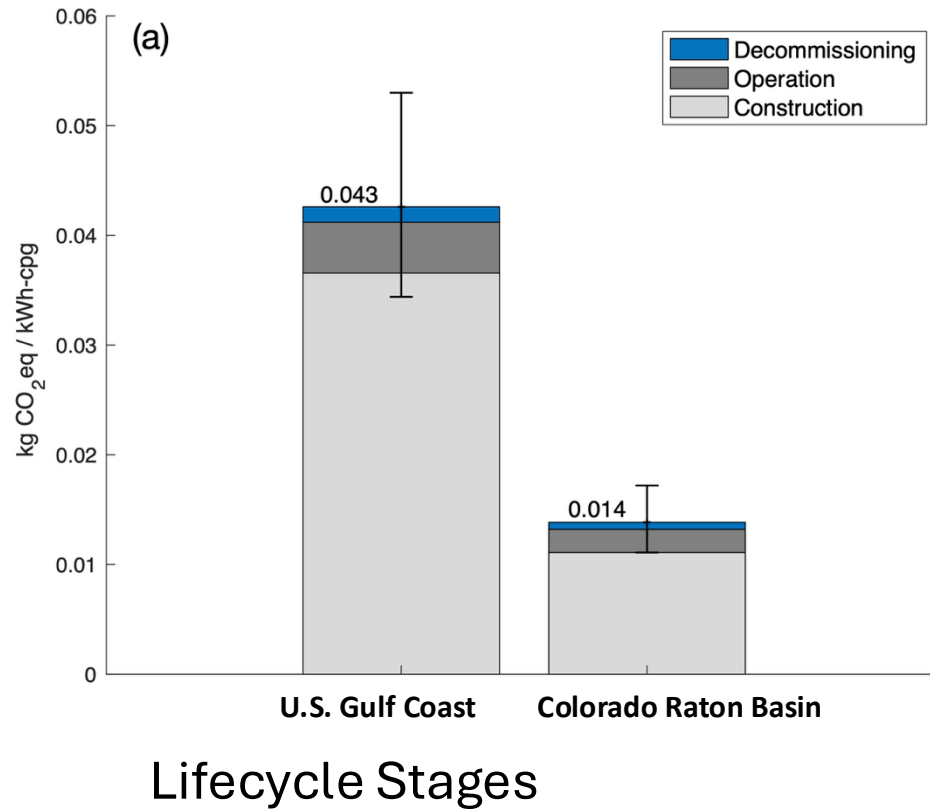 (a)
Decommissioning
Operation
Construction
kg CO2eq / kWh-cpg
0.06
0.05
0.04
0.03
0.02
0.01
0
0.043
0.014
U.S. Gulf Coast
Colorado Raton Basin
Lifecycle Stages